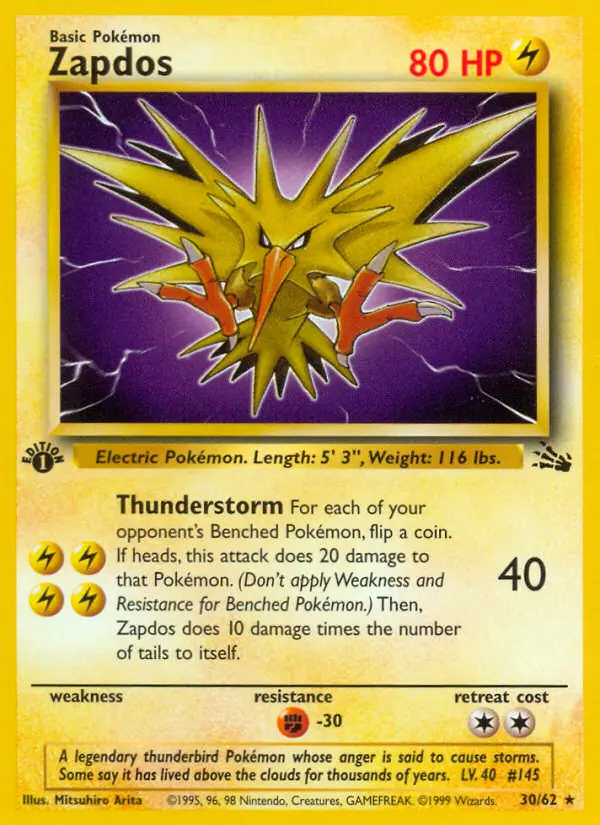 Basic Pokémon
Zapdos
80 HP
EDITION
1
Electric Pokémon. Length: 5' 3", Weight: 116 lbs.
Thunderstorm For each of your
opponent's Benched Pokémon, flip a coin.
If heads, this attack does 20 damage to
that Pokémon. (Don't apply Weakness and
Resistance for Benched Pokémon.) Then,
Zapdos does 10 damage times the number
of tails to itself.
40
weakness resistance retreat cost
-30
A legendary thunderbird Pokémon whose anger is said to cause storms.
Some say it has lived above the clouds for thousands of years. LV. 40 #145
Illus. Mitsuhiro Arita ©1995, 96, 98 Nintendo, Creatures, GAMEFREAK. ©1999 Wizards. 30/62 ★